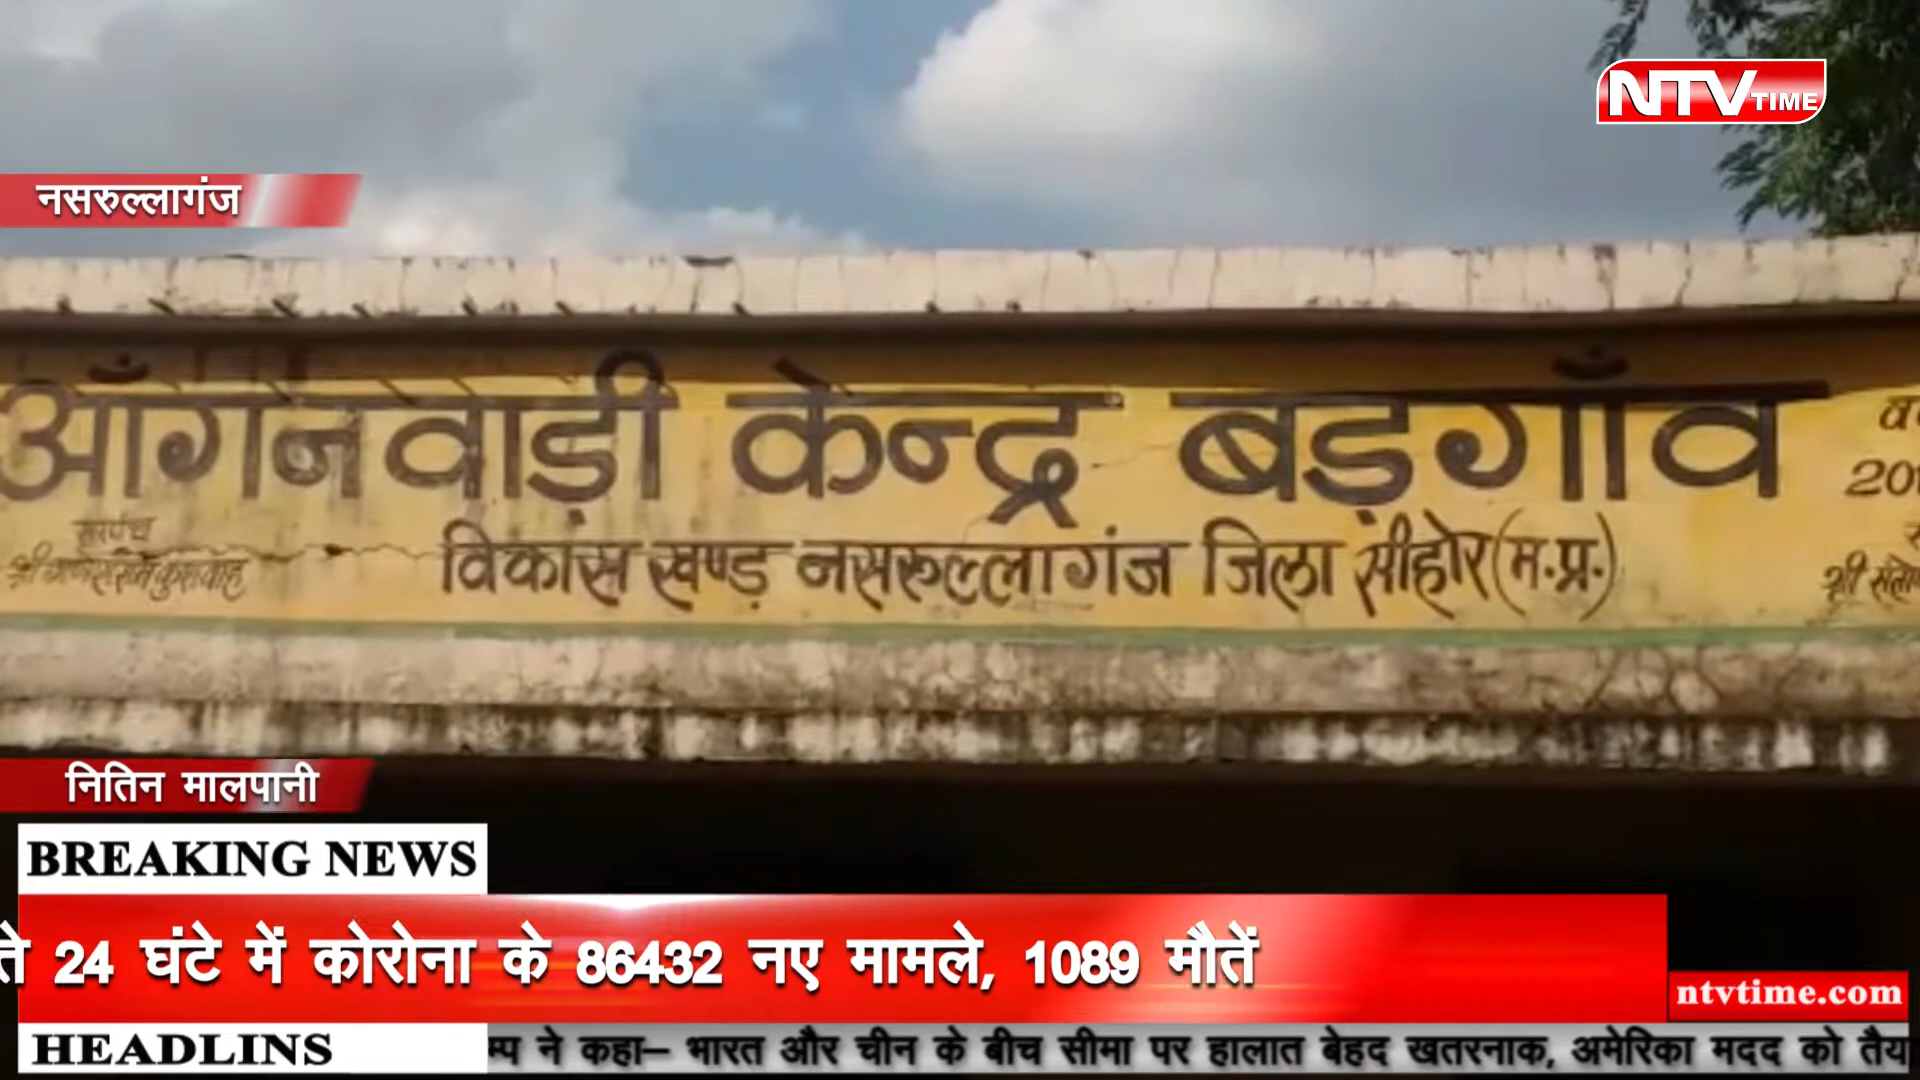 NTV TIME
नसरुल्लागंज
आँगनवाड़ी केन्द्र बड़गाँव
सरपंच
विकास खण्ड नसरुल्लागंज जिला सीहोर (म.प्र.)
श्री
नितिन मालपानी
BREAKING NEWS
ते 24 घंटे में कोरोना के 86432 नए मामले, 1089 मौतें
ntvtime.com
HEADLINS
म्प ने कहा– भारत और चीन के बीच सीमा पर हालात बेहद खतरनाक, अमेरिका मदद को तैया